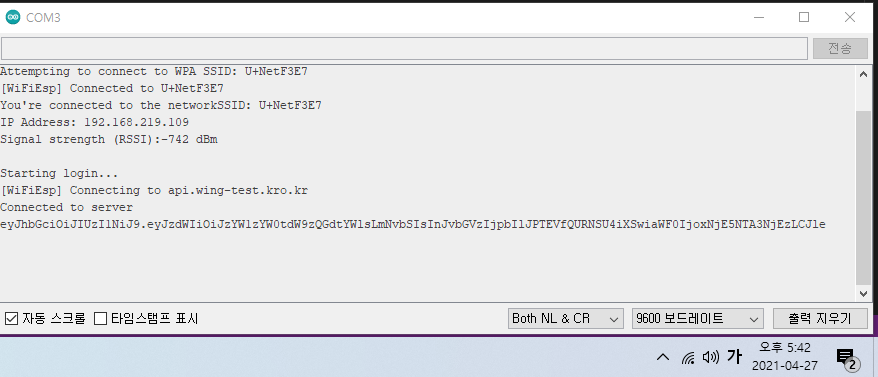 COM3
전송
Attempting to connect to WPA SSID: U+NetF3E7
[WiFiEsp] Connected to U+NetF3E7
You're connected to the networkSSID: U+NetF3E7
IP Address: 192.168.219.109
Signal strength (RSSI):-742 dBm
Starting login...
[WiFiEsp] Connecting to api.wing-test.kro.kr
Connected to server
eyJhbGciOiJIUzI1NiJ9.eyJzdWIiOiJzYW1zYW0tdW9zQGdtYWlsLmNvbSIsInJvbGVzIjpbIlJPTEVfQURNSU4iXSwiaWF0IjoxNjE5NTA3NjEzLCJle
자동 스크롤 타임스탬프 표시 Both NL & CR 9600 보드레이트 출력 지우기
가 오후 5:42
2021-04-27
2